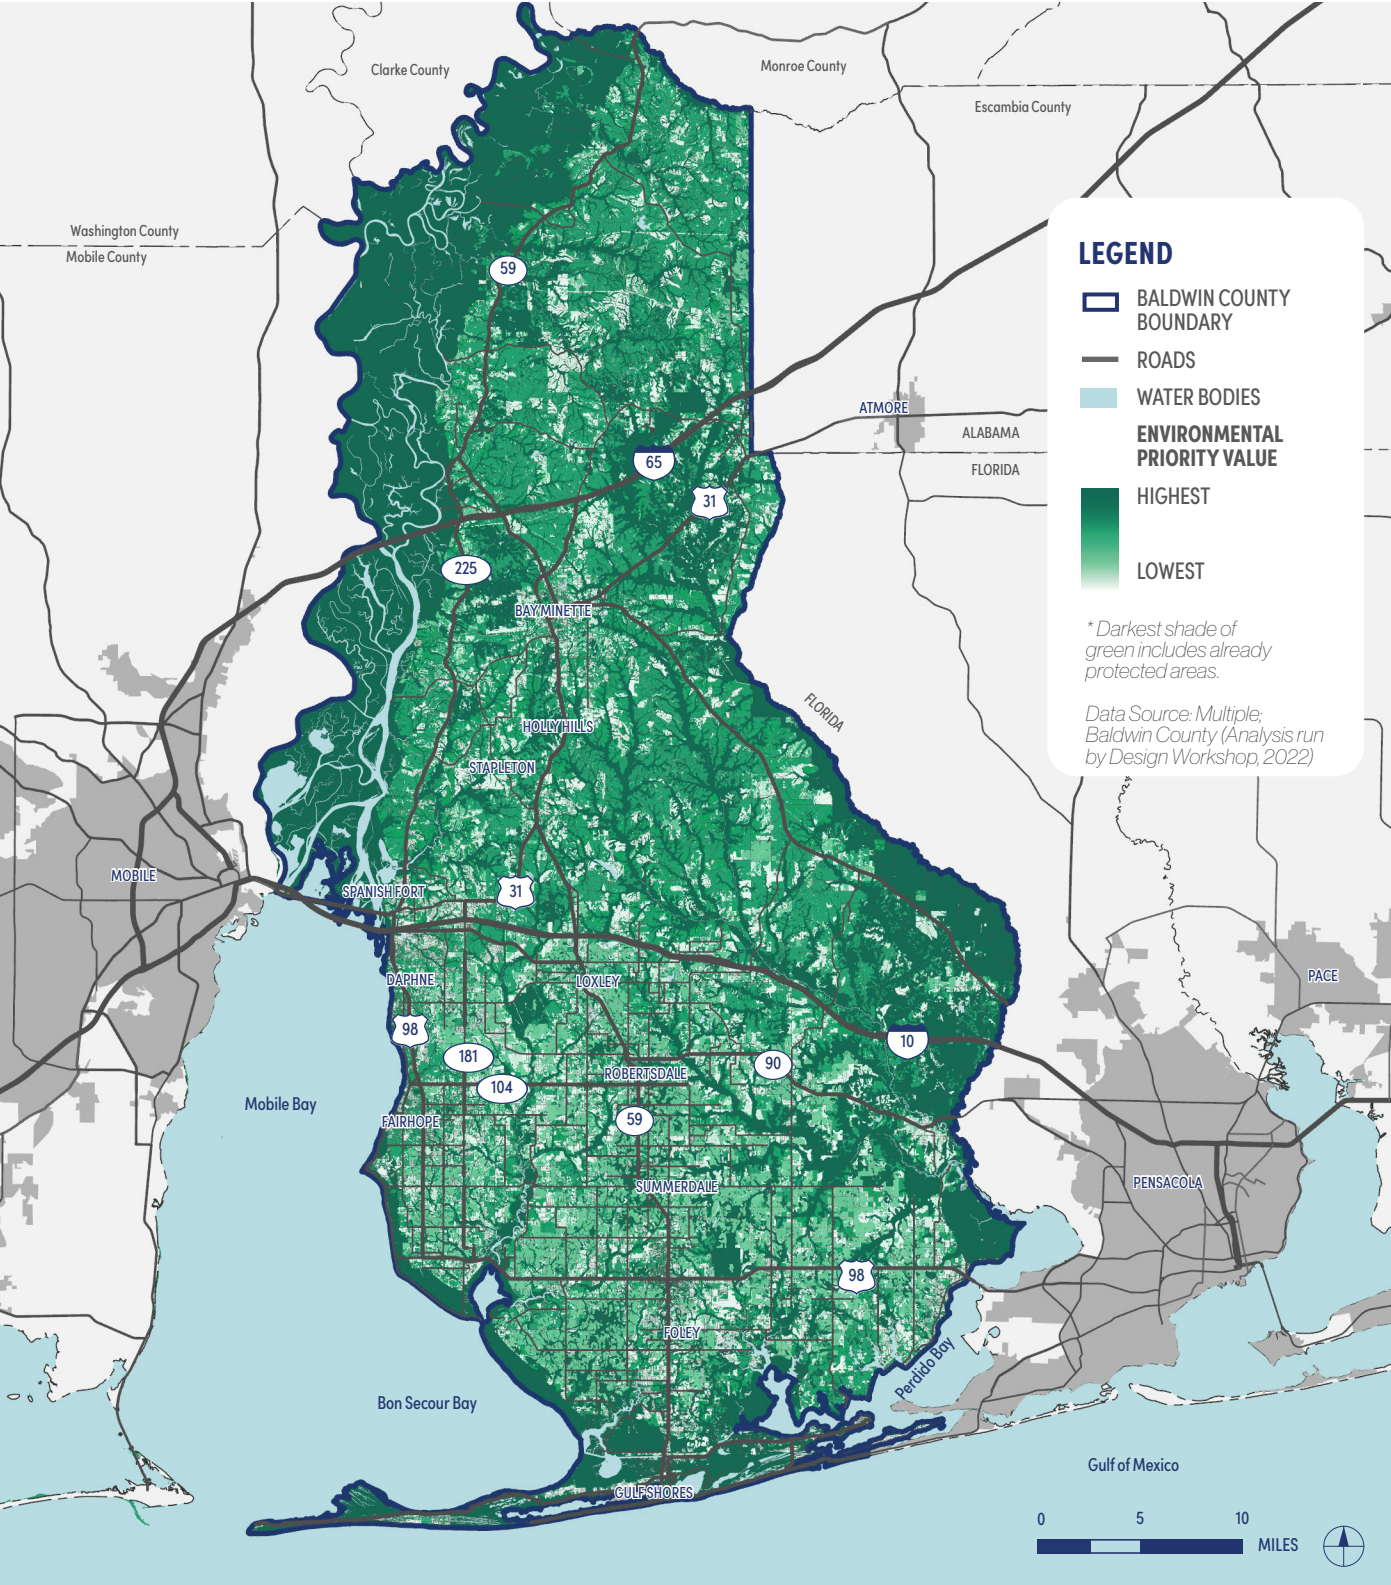 Clarke County
Monroe County
Escambia County
Washington County
Mobile County
59
ATMORE
ALABAMA
FLORIDA
65
31
225
BAY MINETTE
FLORIDA
HOLLY HILLS
STAPLETON
MOBILE
SPANISH FORT
31
DAPHNE
LOXLEY
PACE
98
181
10
90
ROBERTSDALE
104
Mobile Bay
FAIRHOPE
59
SUMMERDALE
PENSACOLA
98
FOLEY
Perdido Bay
Bon Secour Bay
Gulf of Mexico
GULF SHORES
LEGEND
BALDWIN COUNTY
BOUNDARY
ROADS
WATER BODIES
ENVIRONMENTAL
PRIORITY VALUE
HIGHEST
LOWEST
* Darkest shade of
green includes already
protected areas.
Data Source: Multiple;
Baldwin County (Analysis run
by Design Workshop, 2022)
0 5 10
MILES